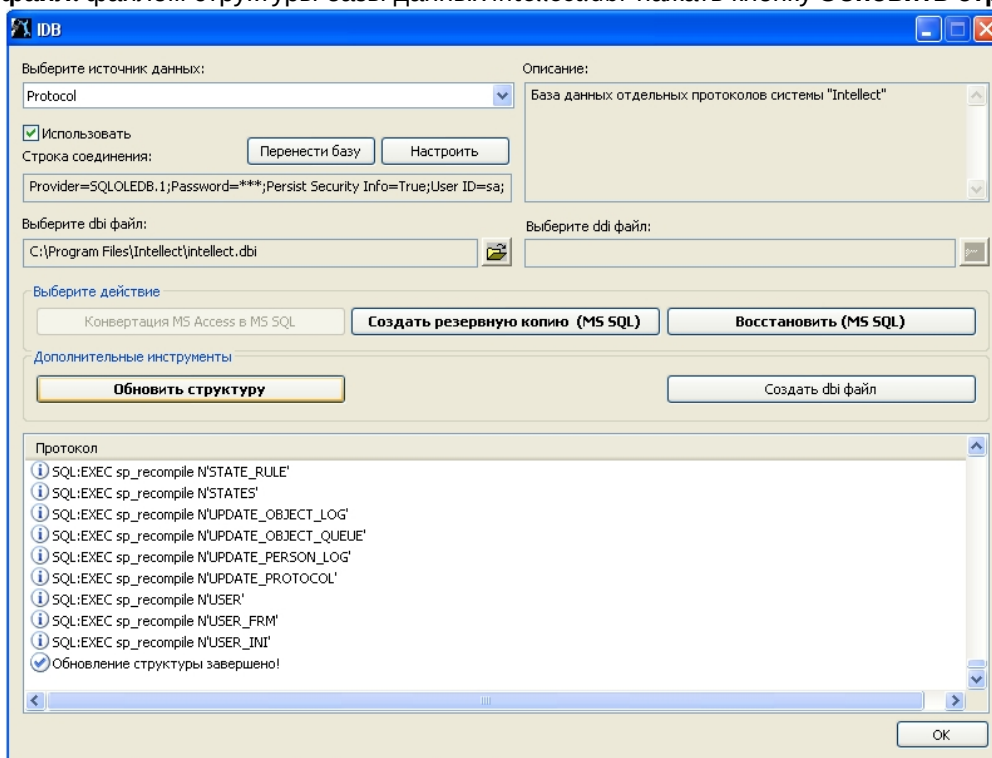 IDB
Выберите источник данных:
Описание:
Protocol
База данных отдельных протоколов системы "Intellect"
Использовать
Строка соединения:
Перенести базу
Настроить
Provider=SQLOLEDB.1;Password=***;Persist Security Info=True;User ID=sa;
Выберите dbi файл:
Выберите ddi файл:
C:\Program Files\Intellect\intellect.dbi
Выберите действие
Конвертация MS Access в MS SQL
Создать резервную копию (MS SQL)
Восстановить (MS SQL)
Дополнительные инструменты
Обновить структуру
Создать dbi файл
Протокол
SQL:EXEC sp_recompile N'STATE_RULE'
SQL:EXEC sp_recompile N'STATES'
SQL:EXEC sp_recompile N'UPDATE_OBJECT_LOG'
SQL:EXEC sp_recompile N'UPDATE_OBJECT_QUEUE'
SQL:EXEC sp_recompile N'UPDATE_PERSON_LOG'
SQL:EXEC sp_recompile N'UPDATE_PROTOCOL'
SQL:EXEC sp_recompile N'USER'
SQL:EXEC sp_recompile N'USER_FRM'
SQL:EXEC sp_recompile N'USER_INI'
Обновление структуры завершено!
OK